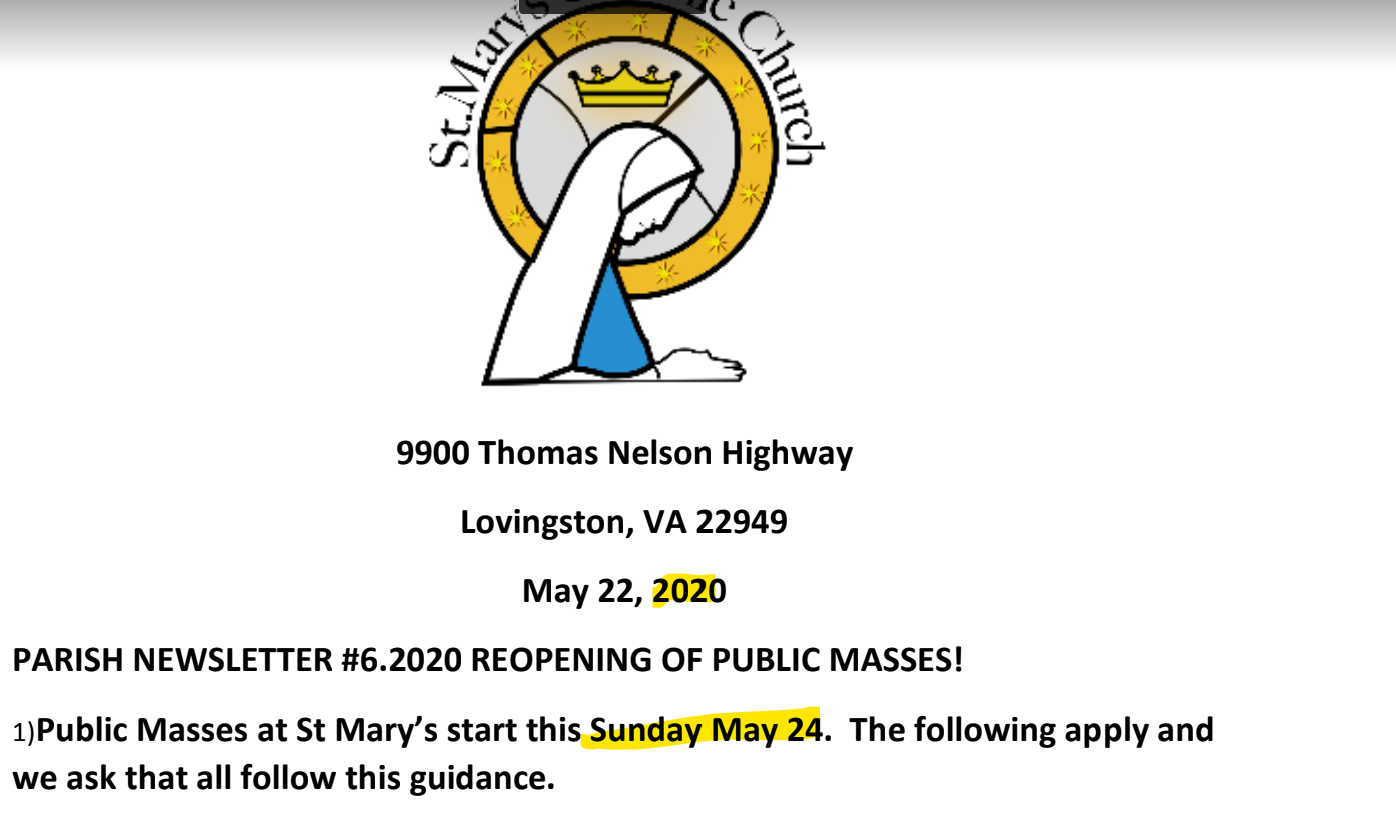 St.Mary's Church
9900 Thomas Nelson Highway
Lovingston, VA 22949
May 22, 2020
PARISH NEWSLETTER #6.2020 REOPENING OF PUBLIC MASSES!
1)Public Masses at St Mary’s start this Sunday May 24.  The following apply and
we ask that all follow this guidance.